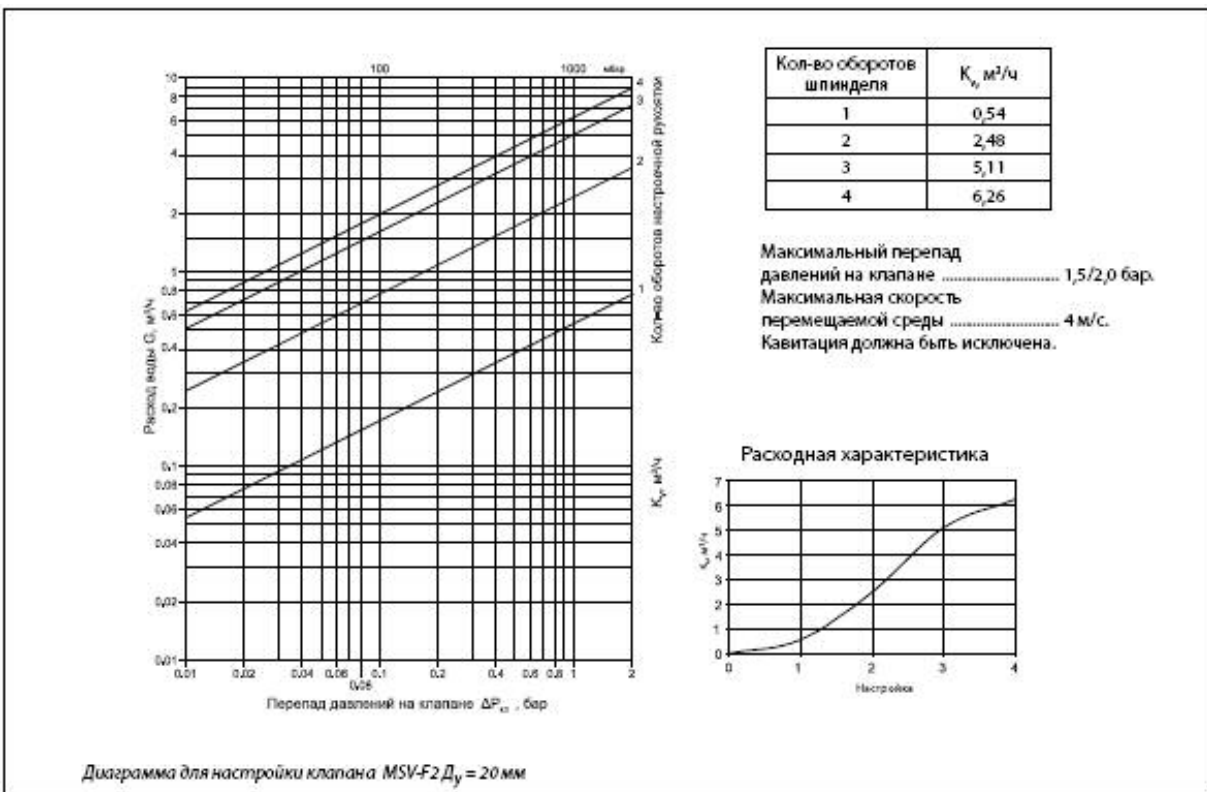 100 1000 мбар
10
8
6
4
2
1
0.8
0.6
0.4
0.2
0.1
0.08
0.06
0.04
0.02
0.01
Расход воды G, м³/ч
4
3
2
1
Кол-во оборотов настроечной рукоятки
Kᵥ, м³/ч
0.01 0.02 0.04 0.06 0.1 0.2 0.4 0.6 0.8 1 2
0.08
Перепад давлений на клапане ΔPₖₗ , бар
Кол-во оборотов шпинделя Kᵥ, м³/ч
1 0,54
2 2,48
3 5,11
4 6,26
Максимальный перепад
давлений на клапане .......................... 1,5/2,0 бар.
Максимальная скорость
перемещаемой среды ....................... 4 м/с.
Кавитация должна быть исключена.
Расходная характеристика
7
6
5
4
3
2
1
0
Kᵥ, м³/ч
0 1 2 3 4
Настройка
Диаграмма для настройки клапана MSV-F2 Ду = 20 мм